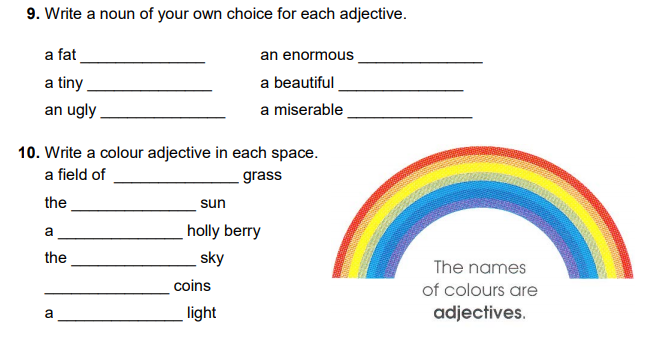 9. Write a noun of your own choice for each adjective.
a fat ______________ an enormous ______________
a tiny ______________ a beautiful ______________
an ugly ______________ a miserable ______________
10. Write a colour adjective in each space.
a field of ______________ grass
the ______________ sun
a ______________ holly berry
the ______________ sky
______________ coins
a ______________ light
The names
of colours are
adjectives.